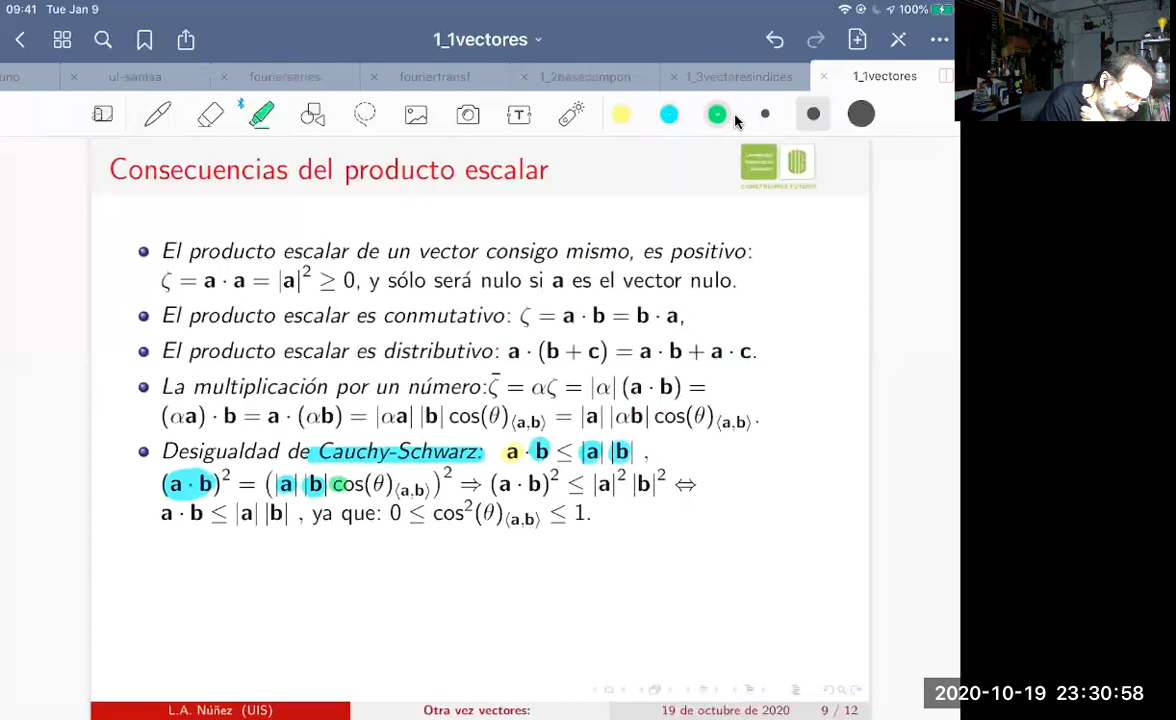 09:41 Tue Jan 9
100%
1_1vectores
uno
ul-samsa
fourierseries
fouriertransf
1_2basecompon
1_3vectoresindices
1_1vectores
Consecuencias del producto escalar
CONSTRUIMOS FUTURO
El producto escalar de un vector consigo mismo, es positivo:
ζ = a · a = |a|² ≥ 0, y sólo será nulo si a es el vector nulo.
El producto escalar es conmutativo: ζ = a · b = b · a,
El producto escalar es distributivo: a · (b + c) = a · b + a · c.
La multiplicación por un número: ζ̄ = αζ = |α| (a · b) =
(αa) · b = a · (αb) = |αa| |b| cos(θ)⟨a,b⟩ = |a| |αb| cos(θ)⟨a,b⟩.
Desigualdad de Cauchy-Schwarz: a · b ≤ |a| |b| ,
(a · b)² = (|a| |b| cos(θ)⟨a,b⟩)² ⇒ (a · b)² ≤ |a|² |b|² ⇔
a · b ≤ |a| |b| , ya que: 0 ≤ cos²(θ)⟨a,b⟩ ≤ 1.
L.A. Núñez (UIS)
Otra vez vectores:
19 de octubre de 2020
9 / 12
2020-10-19 23:30:58